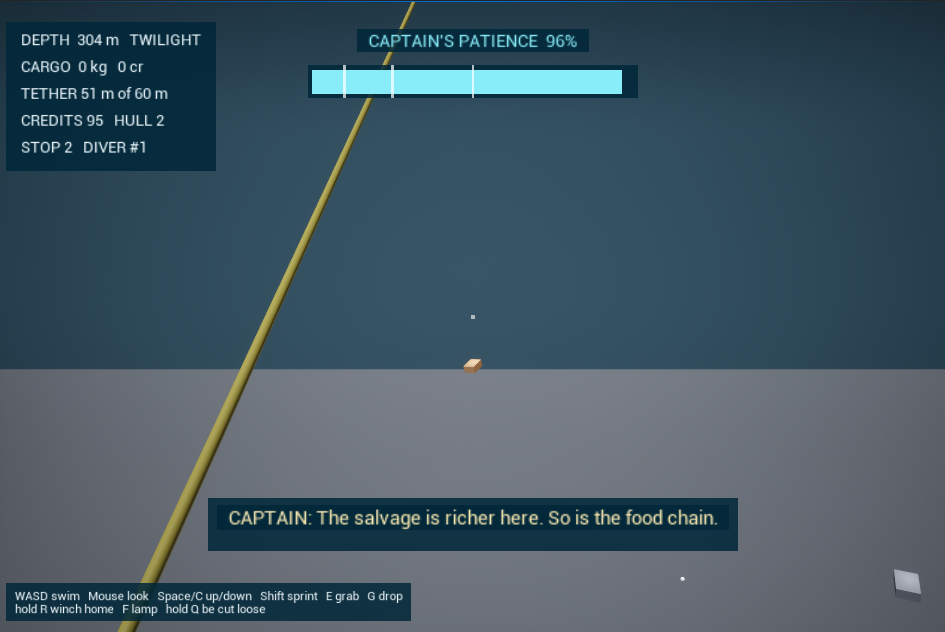 DEPTH 304 m TWILIGHT
CARGO 0 kg 0 cr
TETHER 51 m of 60 m
CREDITS 95 HULL 2
STOP 2 DIVER #1
CAPTAIN'S PATIENCE 96%
CAPTAIN: The salvage is richer here. So is the food chain.
WASD swim Mouse look Space/C up/down Shift sprint E grab G drop
hold R winch home F lamp hold Q be cut loose